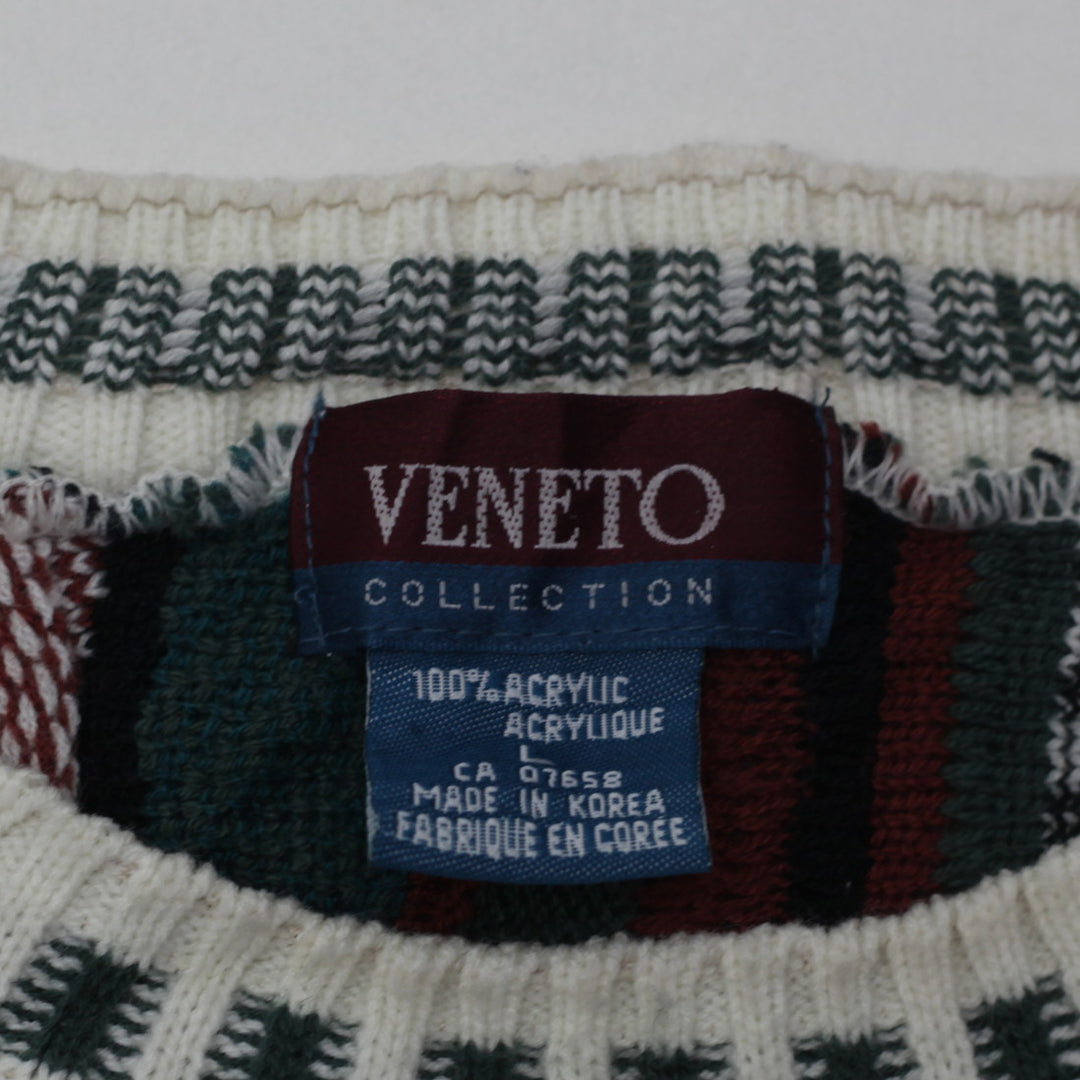 VENETO
COLLECTION
100% ACRYLIC
ACRYLIQUE
L
CA 07658
MADE IN KOREA
FABRIQUE EN COREE